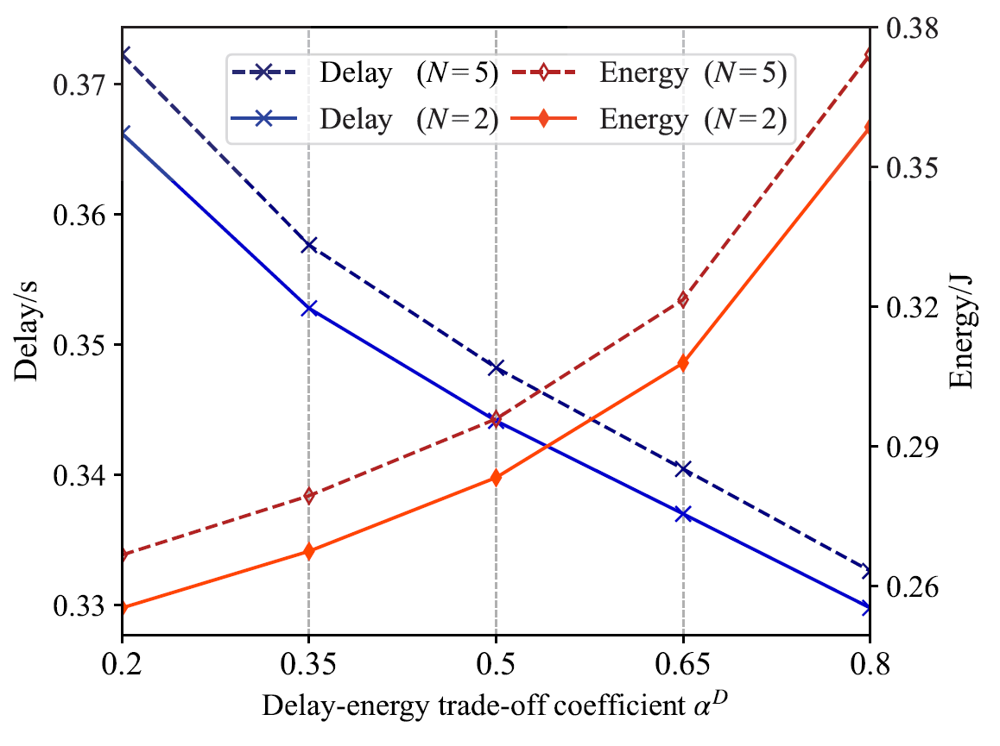 Delay (N=5) Energy (N=5)
Delay (N=2) Energy (N=2)
Delay/s
0.37
0.36
0.35
0.34
0.33
Energy/J
0.38
0.35
0.32
0.29
0.26
0.2 0.35 0.5 0.65 0.8
Delay-energy trade-off coefficient α^D